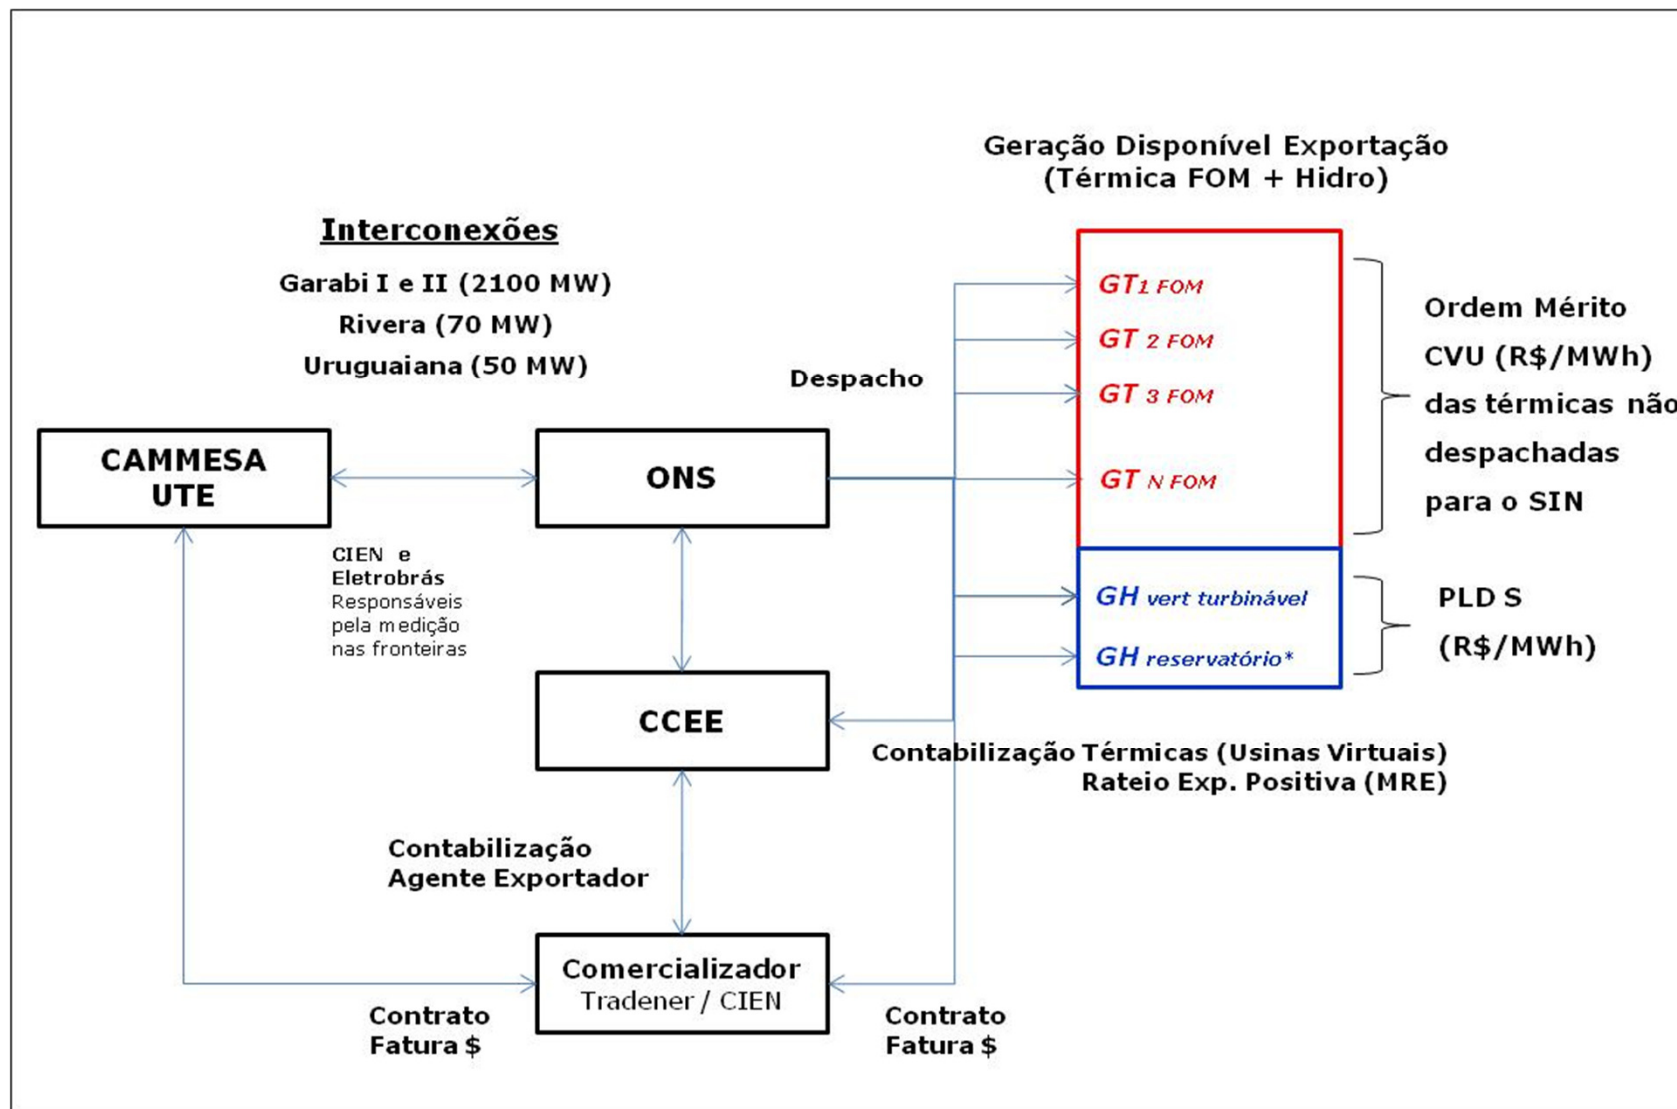 Geração Disponível Exportação
(Térmica FOM + Hidro)
Interconexões
Garabi I e II (2100 MW)
Rivera (70 MW)
Uruguaiana (50 MW)
Despacho
GT1 FOM
GT 2 FOM
GT 3 FOM
GT N FOM
Ordem Mérito
CVU (R$/MWh)
das térmicas não
despachadas
para o SIN
CAMMESA
UTE
ONS
CIEN e
Eletrobrás
Responsáveis
pela medição
nas fronteiras
GH vert turbinável
GH reservatório*
PLD S
(R$/MWh)
CCEE
Contabilização Térmicas (Usinas Virtuais)
Rateio Exp. Positiva (MRE)
Contabilização
Agente Exportador
Comercializador
Tradener / CIEN
Contrato
Fatura $
Contrato
Fatura $